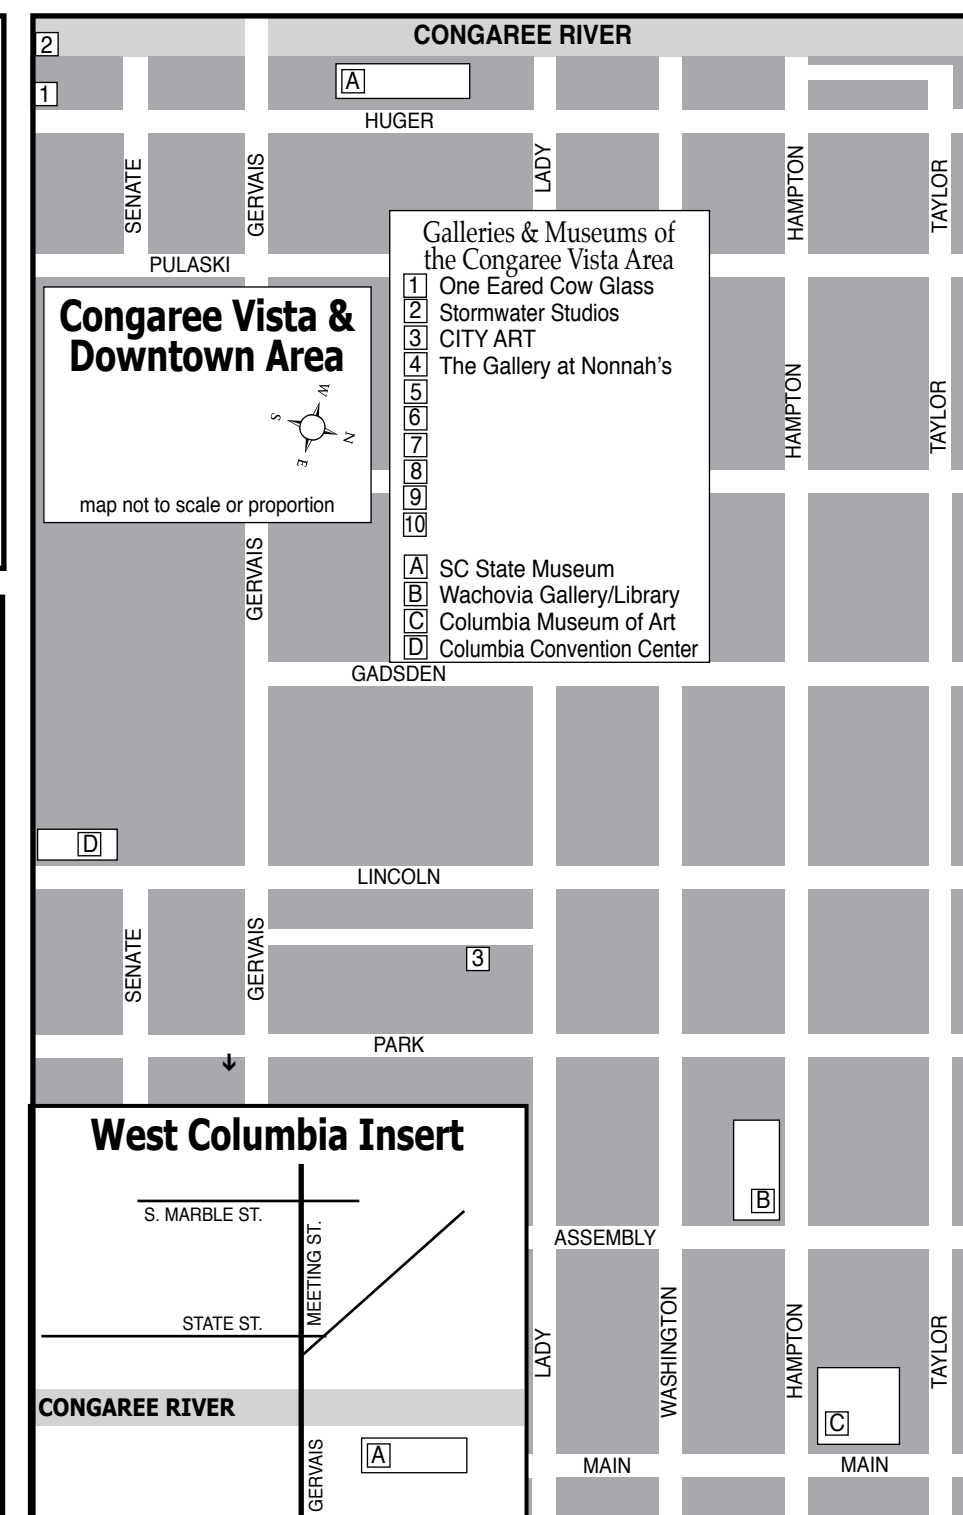 CONGAREE RIVER
2
1
A
HUGER
SENATE
GERVAIS
LADY
HAMPTON
TAYLOR
PULASKI
Galleries & Museums of
the Congaree Vista Area
1 One Eared Cow Glass
2 Stormwater Studios
3 CITY ART
4 The Gallery at Nonnah's
5
6
7
8
9
10
A SC State Museum
B Wachovia Gallery/Library
C Columbia Museum of Art
D Columbia Convention Center
Congaree Vista &
Downtown Area
W
S
N
E
map not to scale or proportion
HAMPTON
TAYLOR
GERVAIS
GADSDEN
D
LINCOLN
SENATE
GERVAIS
3
PARK
West Columbia Insert
S. MARBLE ST.
MEETING ST.
STATE ST.
CONGAREE RIVER
A
GERVAIS
B
ASSEMBLY
LADY
WASHINGTON
HAMPTON
TAYLOR
C
MAIN
MAIN